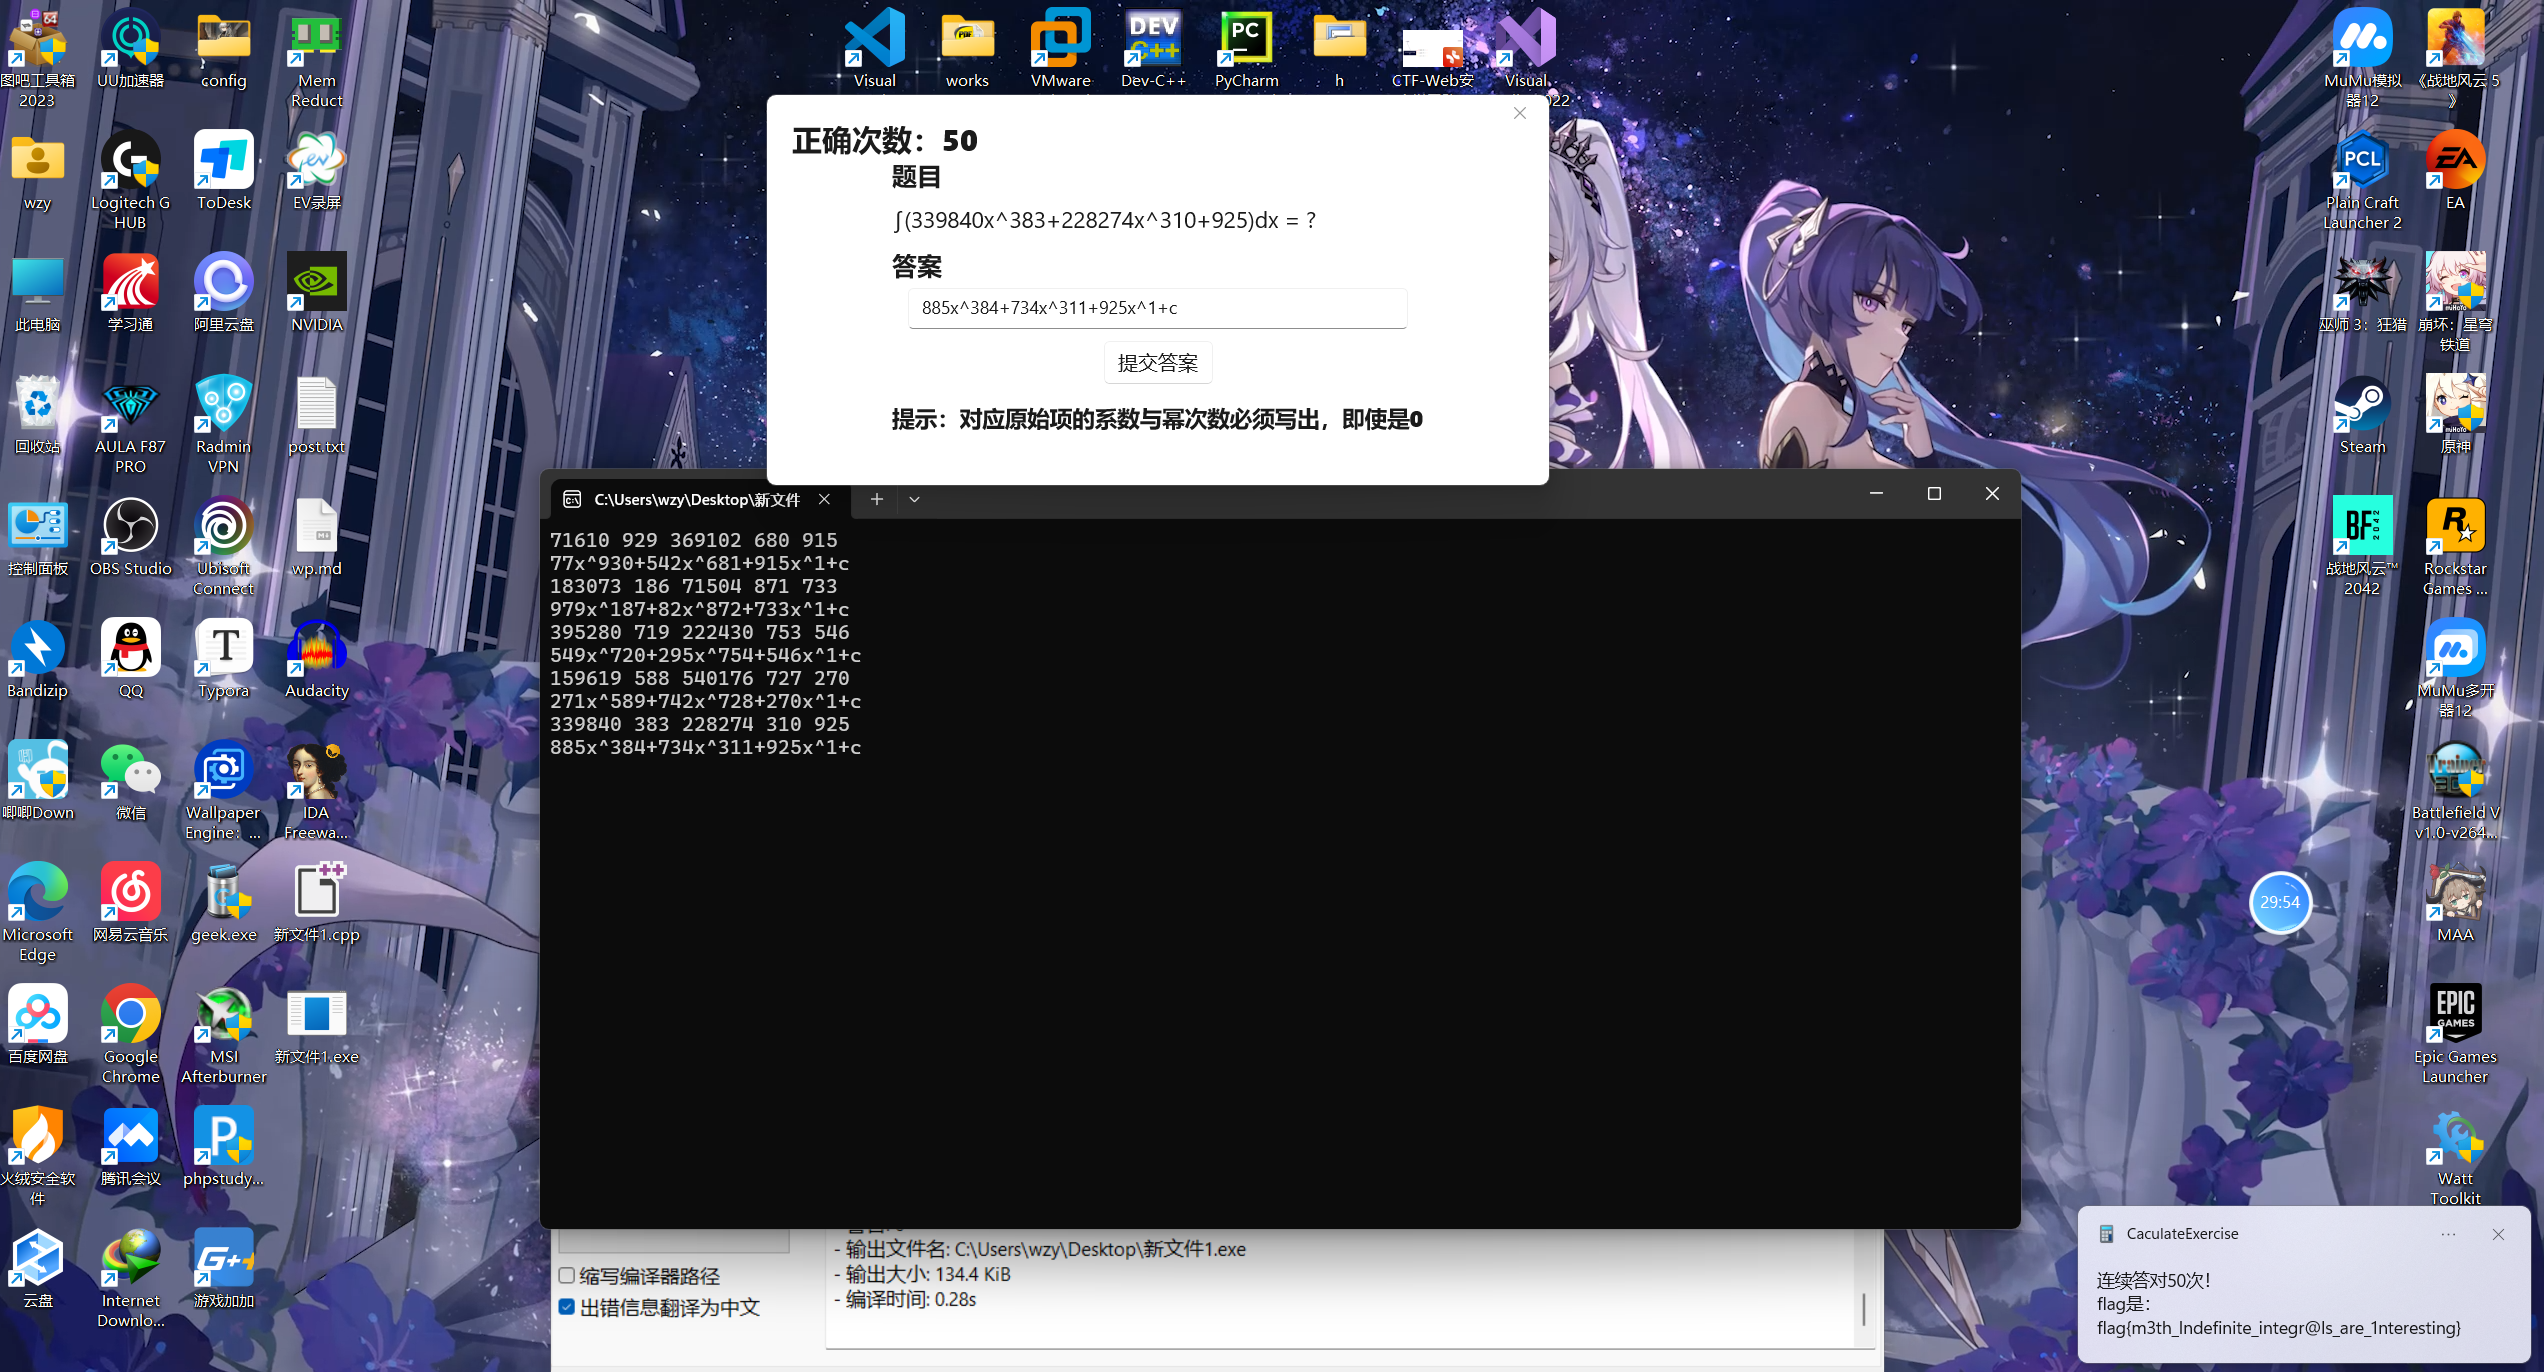 图吧工具箱
2023
UU加速器
config
Mem
Reduct
Visual
works
VMware
Dev-C++
PyCharm
h
CTF-Web安
Visual
022
MuMu模拟
器12
《战地风云 5
》
wzy
Logitech G
HUB
ToDesk
EV录屏
Plain Craft
Launcher 2
EA
此电脑
学习通
阿里云盘
NVIDIA
巫师 3：狂猎
崩坏：星穹
铁道
回收站
AULA F87
PRO
Radmin
VPN
post.txt
Steam
原神
控制面板
OBS Studio
Ubisoft
Connect
wp.md
战地风云™
2042
Rockstar
Games ...
Bandizip
QQ
Typora
Audacity
MuMu多开
器12
唧唧Down
微信
Wallpaper
Engine：...
IDA
Freewa...
Battlefield V
v1.0-v264...
Microsoft
Edge
网易云音乐
geek.exe
新文件1.cpp
MAA
百度网盘
Google
Chrome
MSI
Afterburner
新文件1.exe
Epic Games
Launcher
火绒安全软
件
腾讯会议
phpstudy...
Watt
Toolkit
云盘
Internet
Downlo...
游戏加加
正确次数：50
题目
∫(339840x^383+228274x^310+925)dx = ?
答案
885x^384+734x^311+925x^1+c
提交答案
提示：对应原始项的系数与幂次数必须写出，即使是0
C:\Users\wzy\Desktop\新文件
71610 929 369102 680 915
77x^930+542x^681+915x^1+c
183073 186 71504 871 733
979x^187+82x^872+733x^1+c
395280 719 222430 753 546
549x^720+295x^754+546x^1+c
159619 588 540176 727 270
271x^589+742x^728+270x^1+c
339840 383 228274 310 925
885x^384+734x^311+925x^1+c
29:54
- 输出文件名: C:\Users\wzy\Desktop\新文件1.exe
- 输出大小: 134.4 KiB
- 编译时间: 0.28s
缩写编译器路径
出错信息翻译为中文
CaculateExercise
连续答对50次！
flag是：
flag{m3th_Indefinite_integr@ls_are_1nteresting}